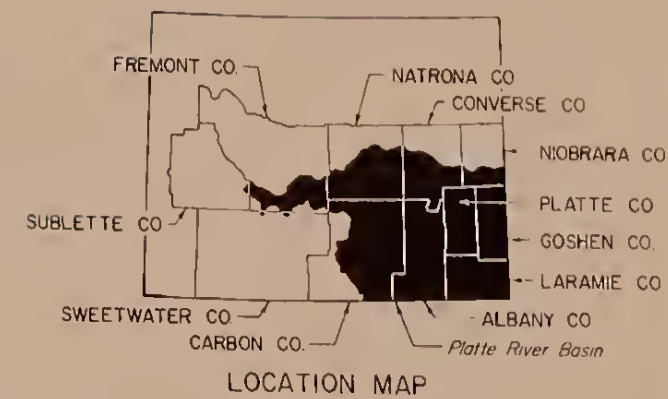 FREMONT CO.
NATRONA CO
CONVERSE CO
NIOBRARA CO
PLATTE CO
GOSHEN CO.
LARAMIE CO
SUBLETTE CO
SWEETWATER CO.
ALBANY CO
CARBON CO.
Platte River Basin
LOCATION MAP